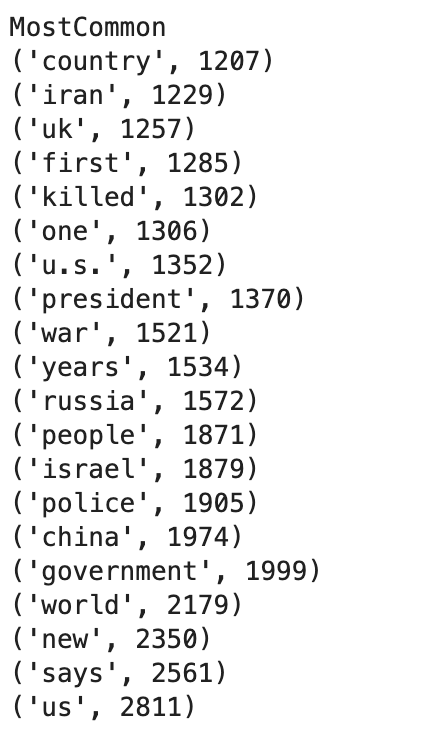 MostCommon
('country', 1207)
('iran', 1229)
('uk', 1257)
('first', 1285)
('killed', 1302)
('one', 1306)
('u.s.', 1352)
('president', 1370)
('war', 1521)
('years', 1534)
('russia', 1572)
('people', 1871)
('israel', 1879)
('police', 1905)
('china', 1974)
('government', 1999)
('world', 2179)
('new', 2350)
('says', 2561)
('us', 2811)